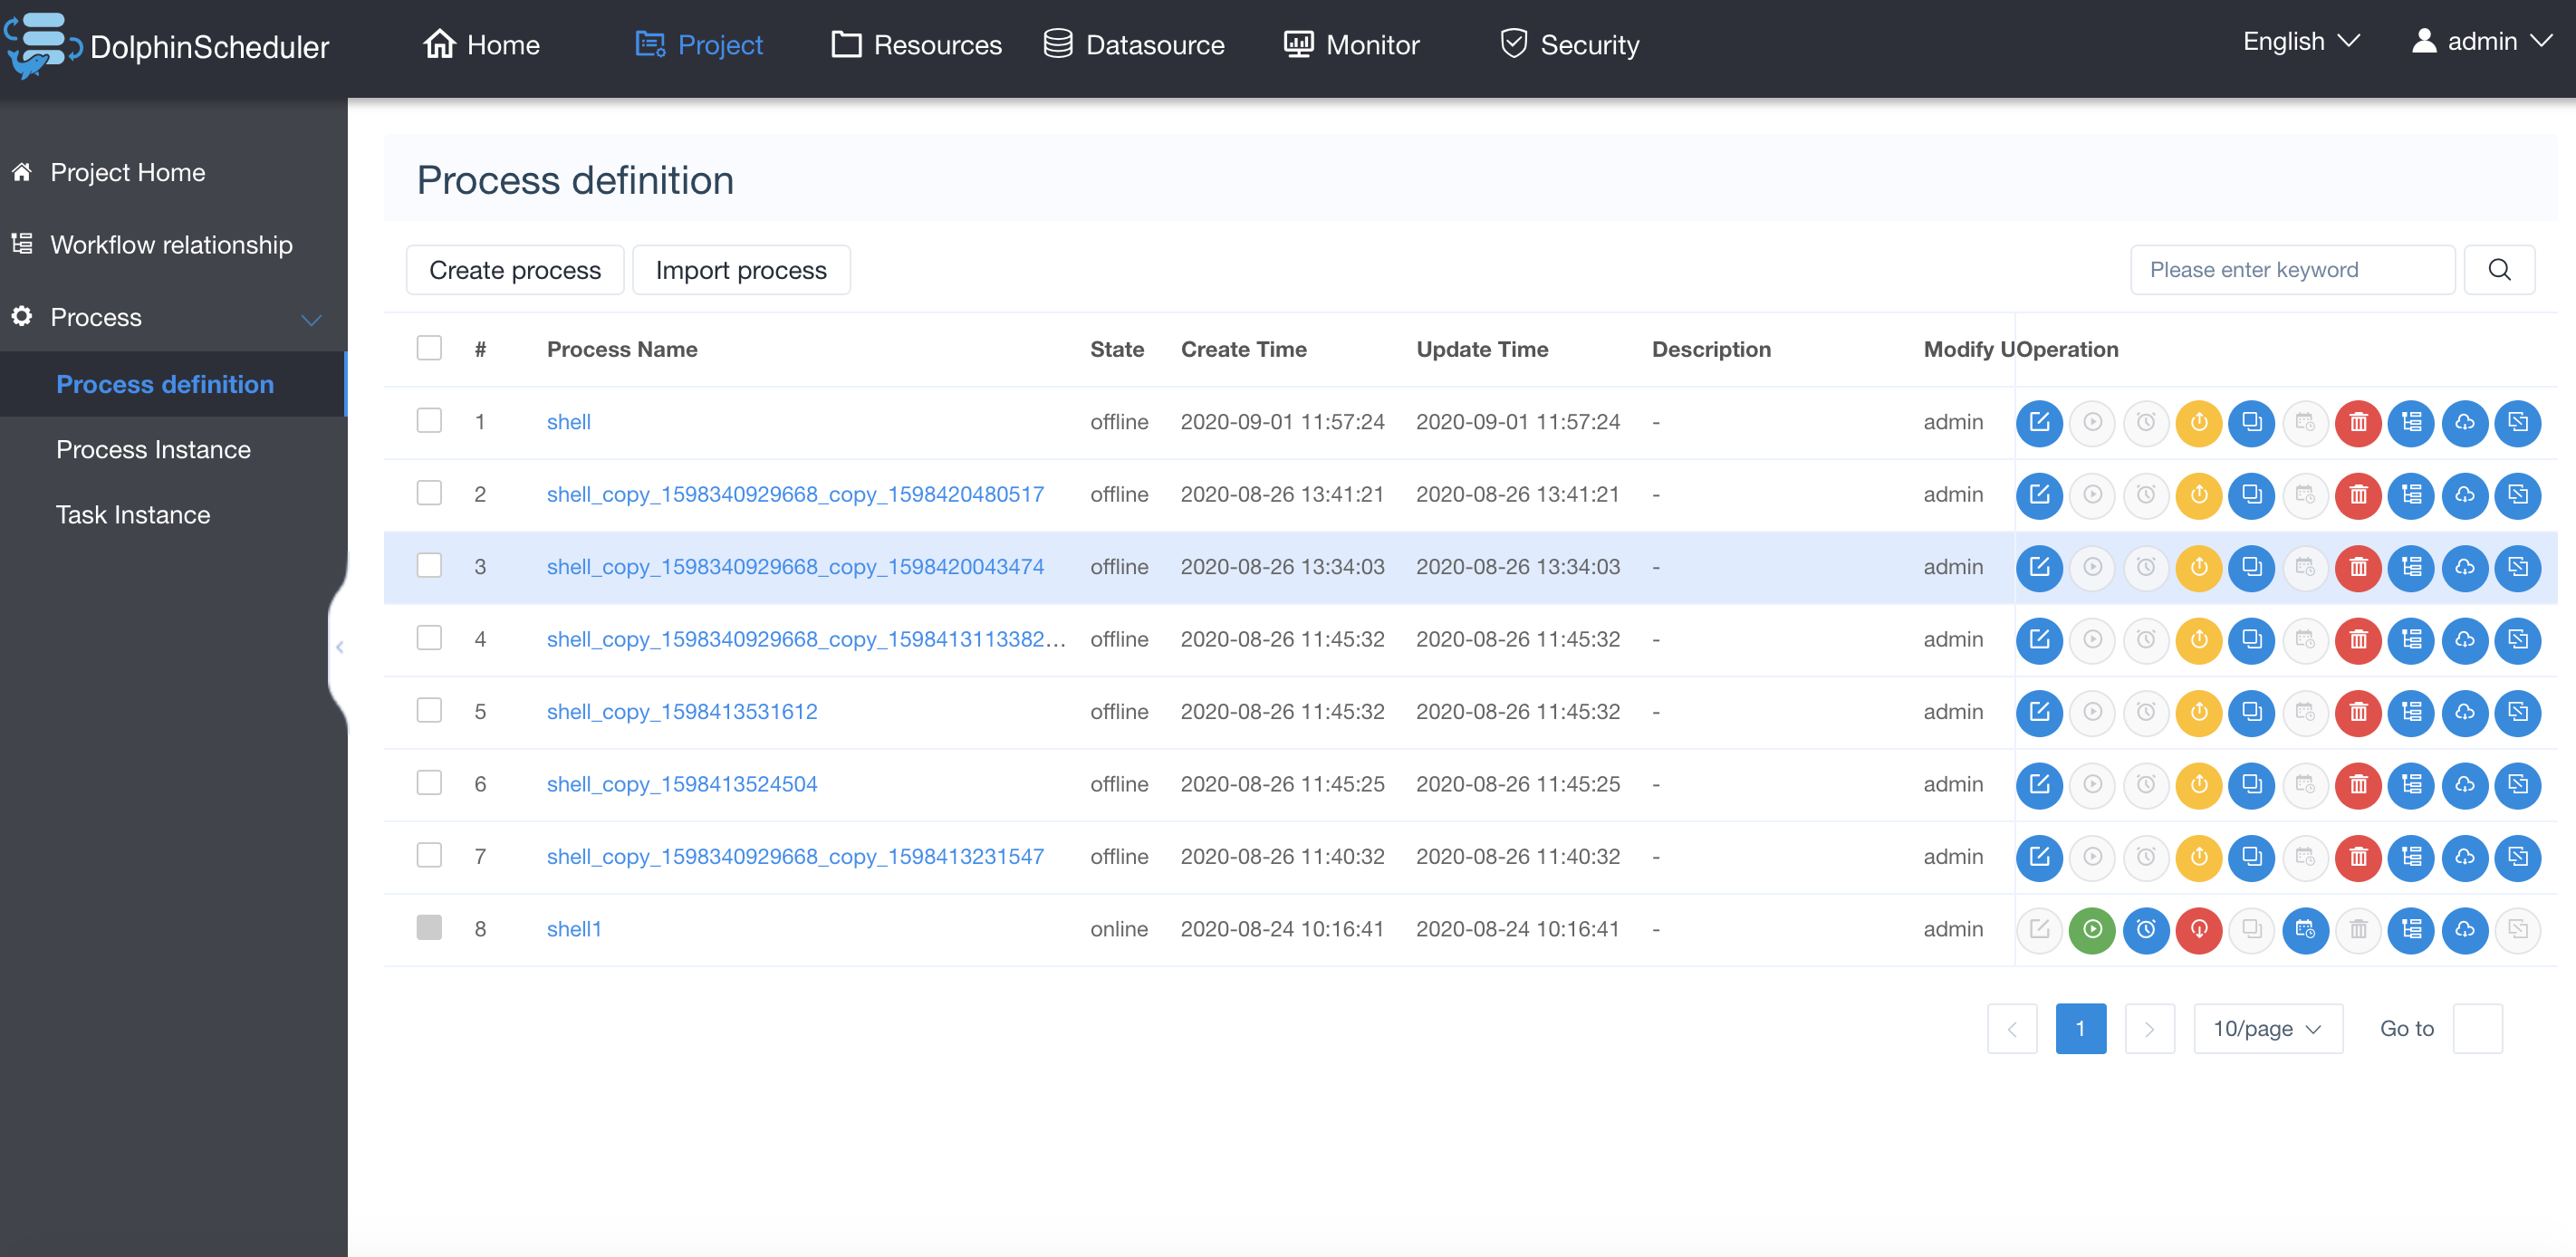 DolphinScheduler Home Project Resources Datasource Monitor Security English admin
Project Home
Workflow relationship
Process
Process definition
Process Instance
Task Instance
Process definition
Create process Import process Please enter keyword
# Process Name State Create Time Update Time Description Modify U Operation
1 shell offline 2020-09-01 11:57:24 2020-09-01 11:57:24 - admin
2 shell_copy_1598340929668_copy_1598420480517 offline 2020-08-26 13:41:21 2020-08-26 13:41:21 - admin
3 shell_copy_1598340929668_copy_1598420043474 offline 2020-08-26 13:34:03 2020-08-26 13:34:03 - admin
4 shell_copy_1598340929668_copy_1598413113382... offline 2020-08-26 11:45:32 2020-08-26 11:45:32 - admin
5 shell_copy_1598413531612 offline 2020-08-26 11:45:32 2020-08-26 11:45:32 - admin
6 shell_copy_1598413524504 offline 2020-08-26 11:45:25 2020-08-26 11:45:25 - admin
7 shell_copy_1598340929668_copy_1598413231547 offline 2020-08-26 11:40:32 2020-08-26 11:40:32 - admin
8 shell1 online 2020-08-24 10:16:41 2020-08-24 10:16:41 - admin
1 10/page Go to